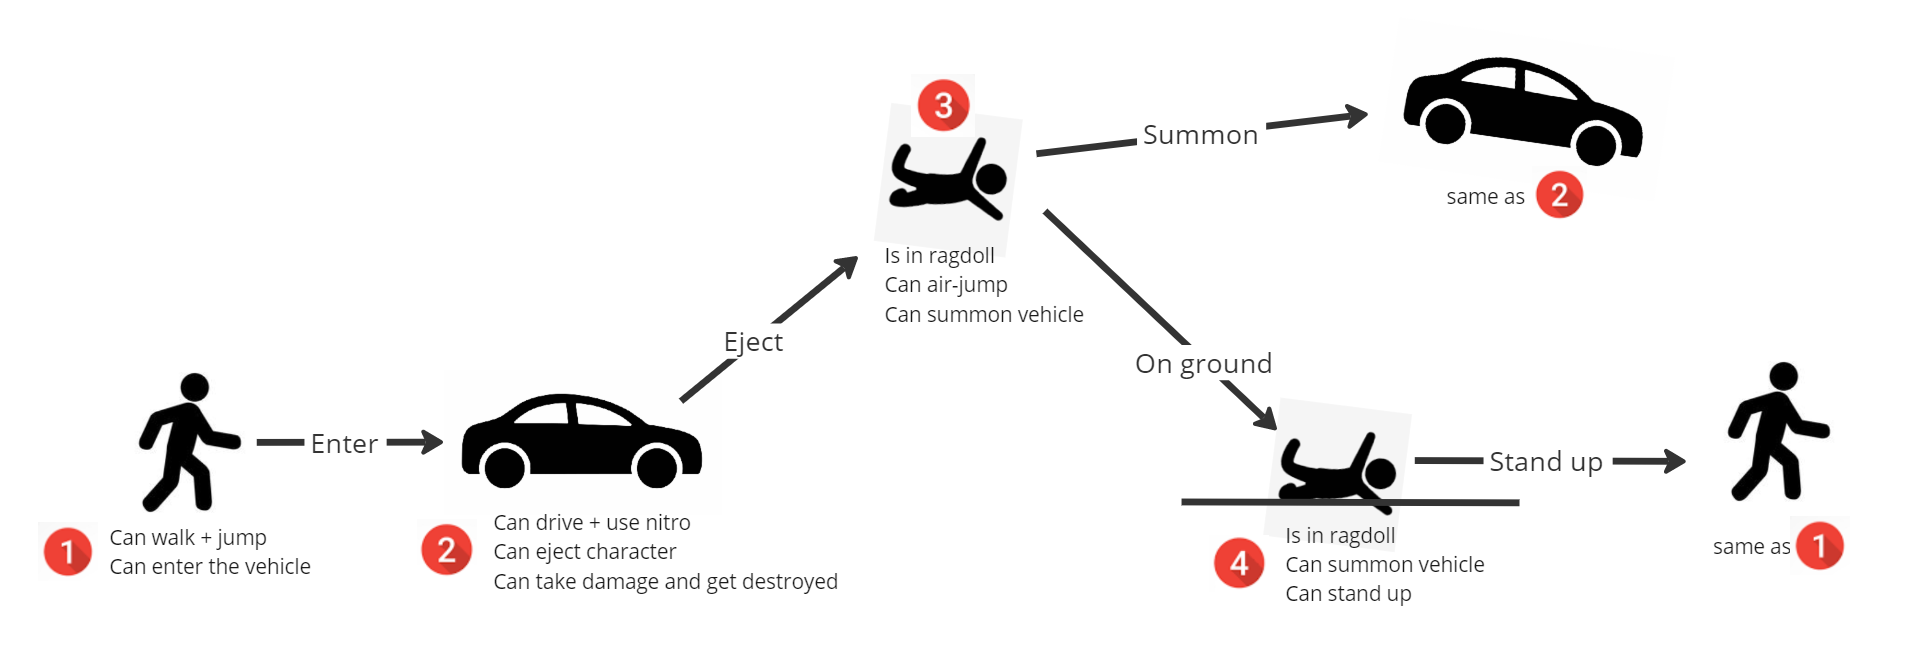 1
Can walk + jump
Can enter the vehicle
Enter
2
Can drive + use nitro
Can eject character
Can take damage and get destroyed
Eject
3
Is in ragdoll
Can air-jump
Can summon vehicle
Summon
same as 2
On ground
4
Is in ragdoll
Can summon vehicle
Can stand up
Stand up
same as 1